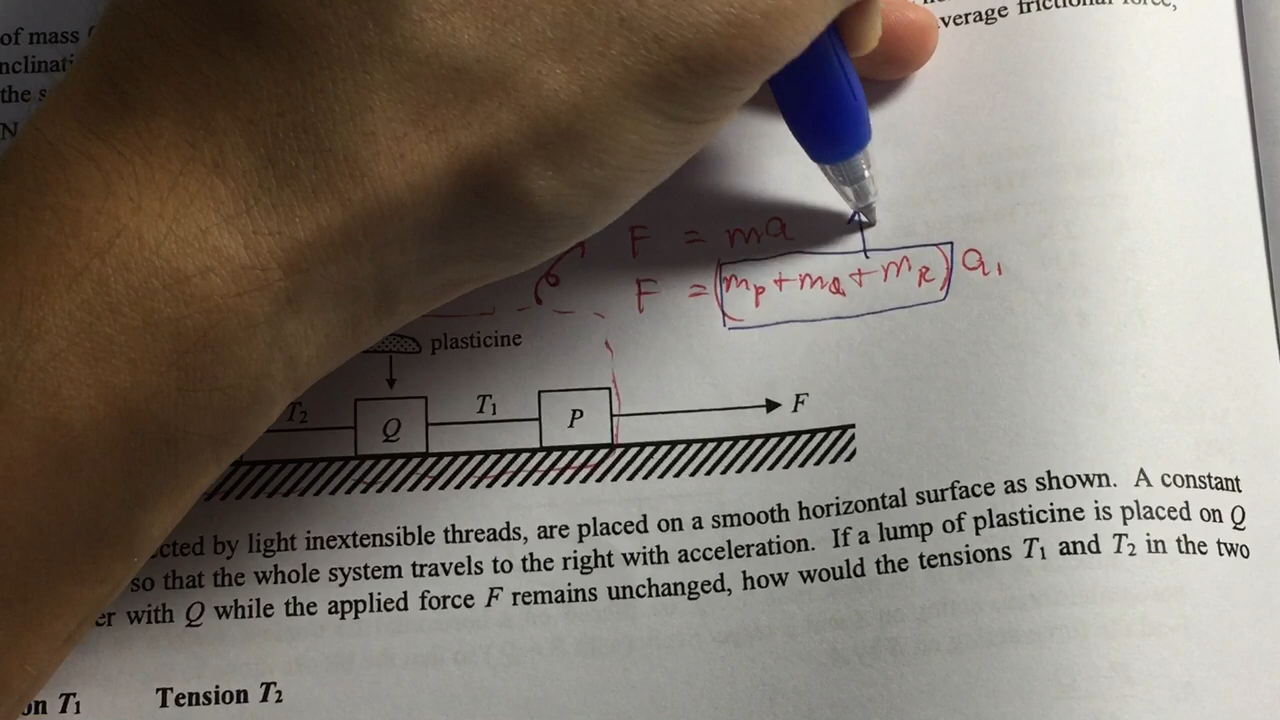 of mass
the s
N
verage frictional force,
F = ma
F = (mP + mQ + mR) a1
plasticine
T2
Q
T1
P
F
cted by light inextensible threads, are placed on a smooth horizontal surface as shown. A constant
so that the whole system travels to the right with acceleration. If a lump of plasticine is placed on Q
er with Q while the applied force F remains unchanged, how would the tensions T1 and T2 in the two
on T1 Tension T2